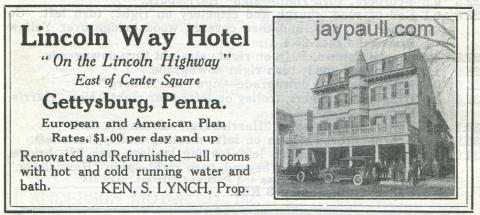 jaypaull.com
Lincoln Way Hotel
"On the Lincoln Highway"
East of Center Square
Gettysburg, Penna.
European and American Plan
Rates, $1.00 per day and up
Renovated and Refurnished—all rooms
with hot and cold running water and
bath. KEN. S. LYNCH, Prop.